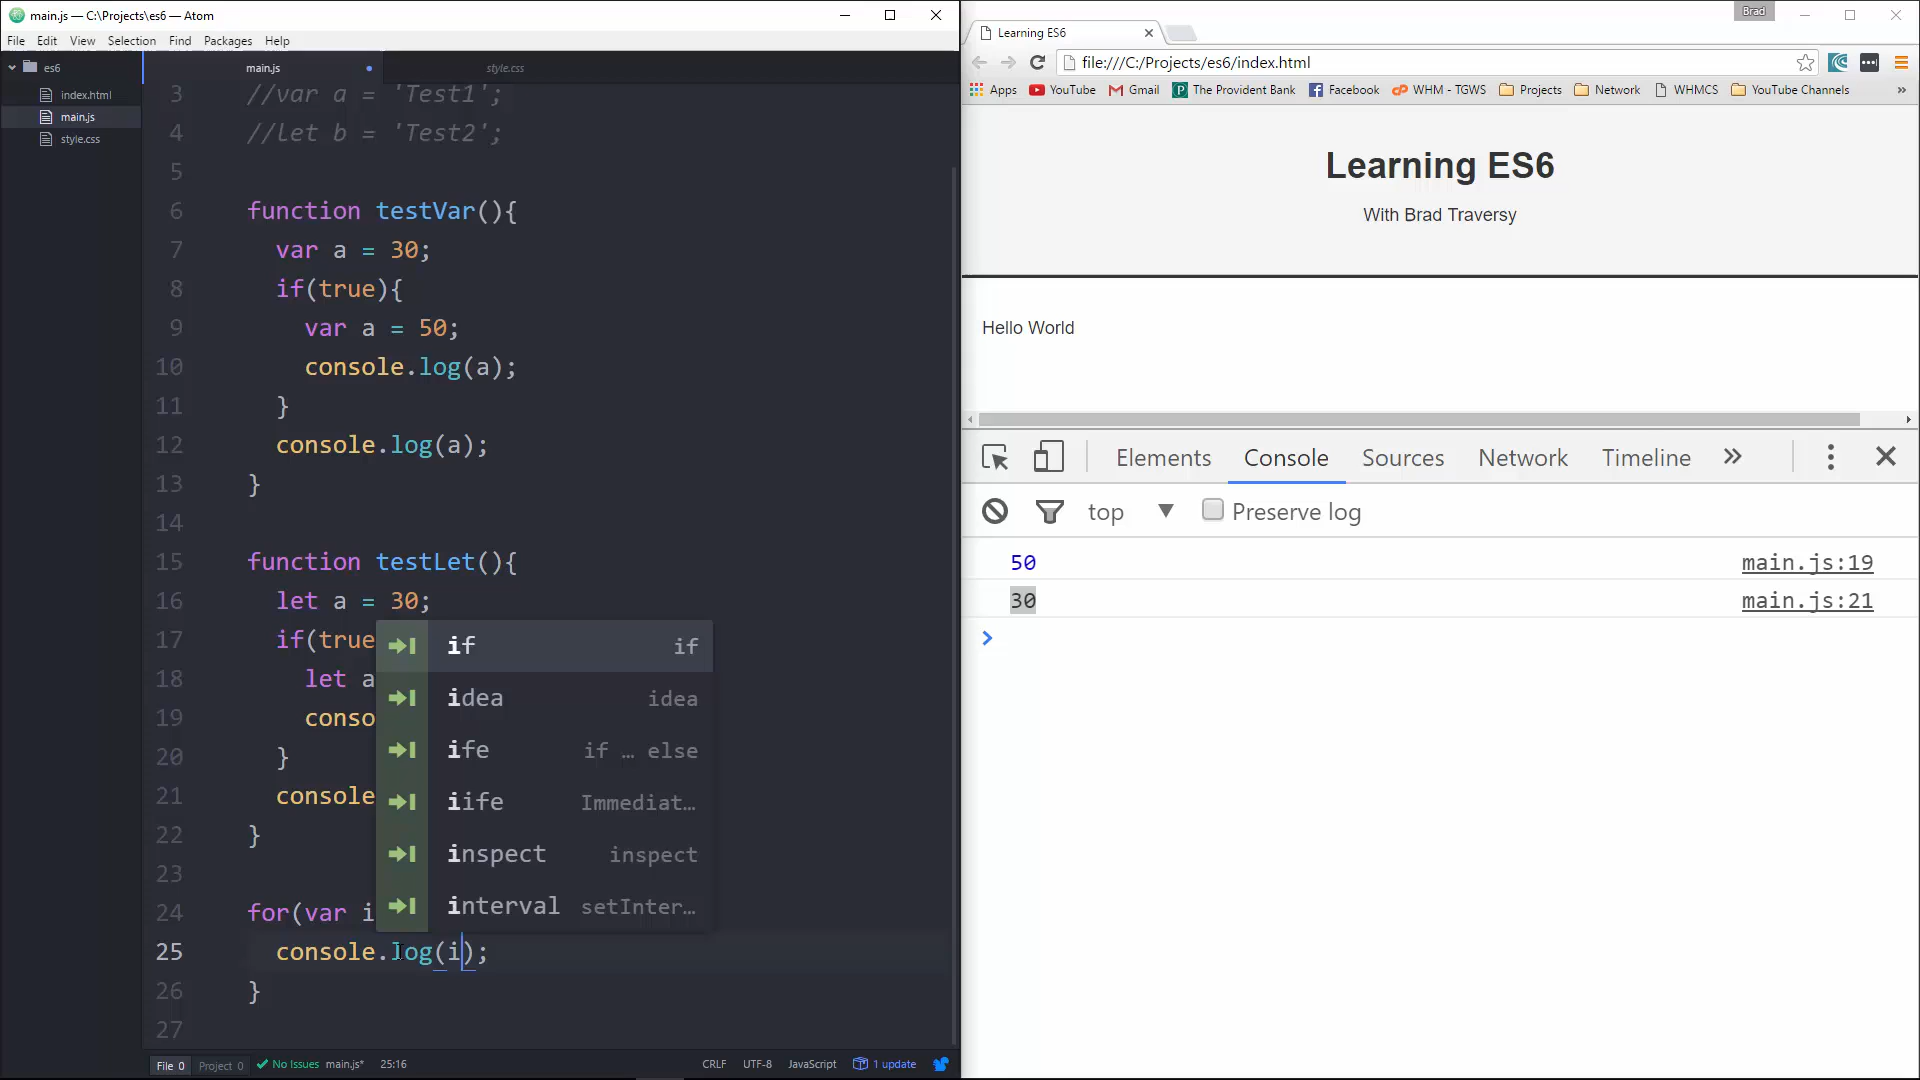 main.js — C:\Projects\es6 — Atom
File Edit View Selection Find Packages Help
es6
index.html
main.js
style.css
main.js
style.css
3 //var a = 'Test1';
4 //let b = 'Test2';
5
6 function testVar(){
7 var a = 30;
8 if(true){
9 var a = 50;
10 console.log(a);
11 }
12 console.log(a);
13 }
14
15 function testLet(){
16 let a = 30;
17 if(true
18 let a
19 conso
20 }
21 console
22 }
23
24 for(var i
25 console.log(i);
26 }
27
if if
idea idea
ife if … else
iife Immediat…
inspect inspect
interval setInter…
File 0 Project 0 No Issues main.js* 25:16 CRLF UTF-8 JavaScript 1 update
Brad
Learning ES6
file:///C:/Projects/es6/index.html
Apps YouTube Gmail The Provident Bank Facebook WHM - TGWS Projects Network WHMCS YouTube Channels »
Learning ES6
With Brad Traversy
Hello World
Elements Console Sources Network Timeline »
top Preserve log
50 main.js:19
30 main.js:21